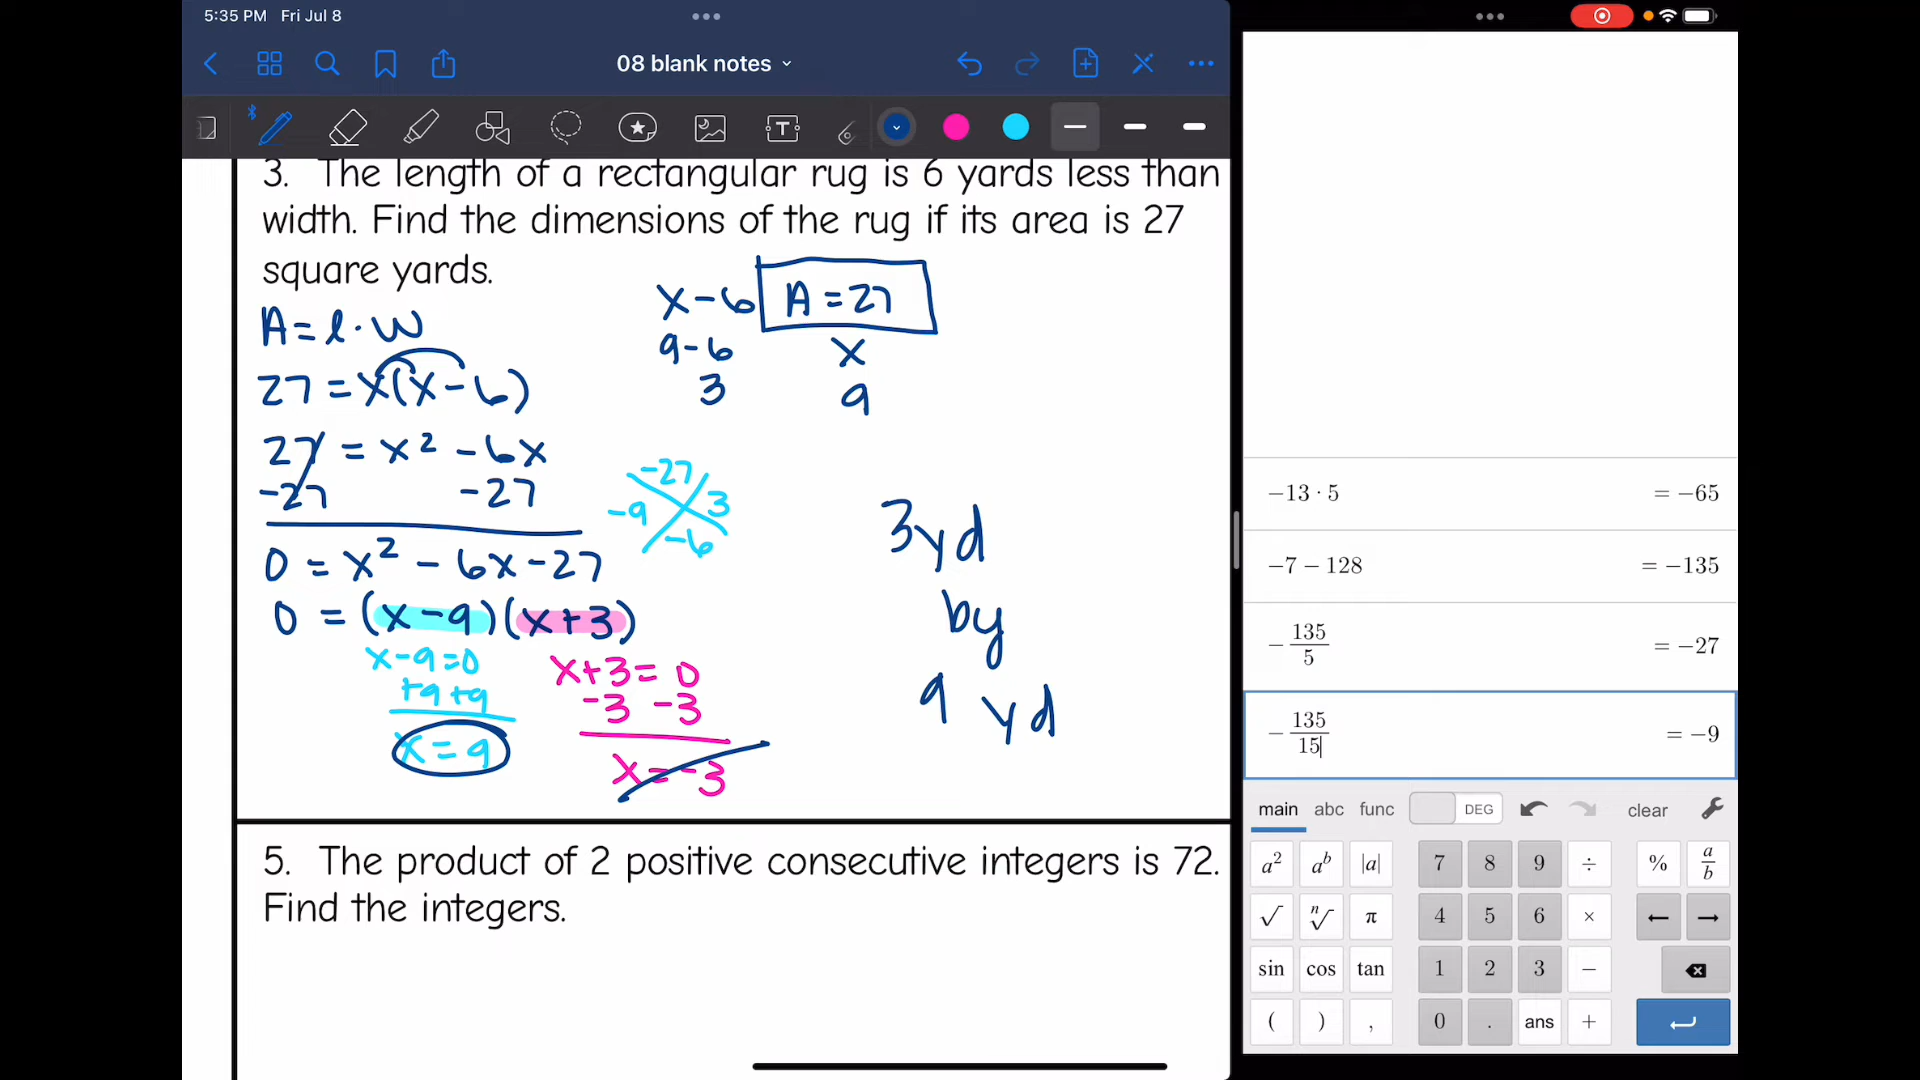 5:35 PM Fri Jul 8
08 blank notes
3. The length of a rectangular rug is 6 yards less than
width. Find the dimensions of the rug if its area is 27
square yards.
A = l · w
27 = x(x - 6)
27 = x² - 6x
-27 -27
0 = x² - 6x - 27
0 = (x - 9)(x + 3)
x - 9 = 0
+9 +9
x = 9
x + 3 = 0
-3 -3
x = -3
x - 6
A = 27
9 - 6
x
3
9
-27
-9 3
-6
3yd
by
9 yd
5. The product of 2 positive consecutive integers is 72.
Find the integers.
−13 · 5 = −65
−7 − 128 = −135
−135/5 = −27
−135/15 = −9
main abc func DEG clear
a² aᵇ |a| 7 8 9 ÷ % a/b
√ ⁿ√ π 4 5 6 × ← →
sin cos tan 1 2 3 −
( ) , 0 . ans +